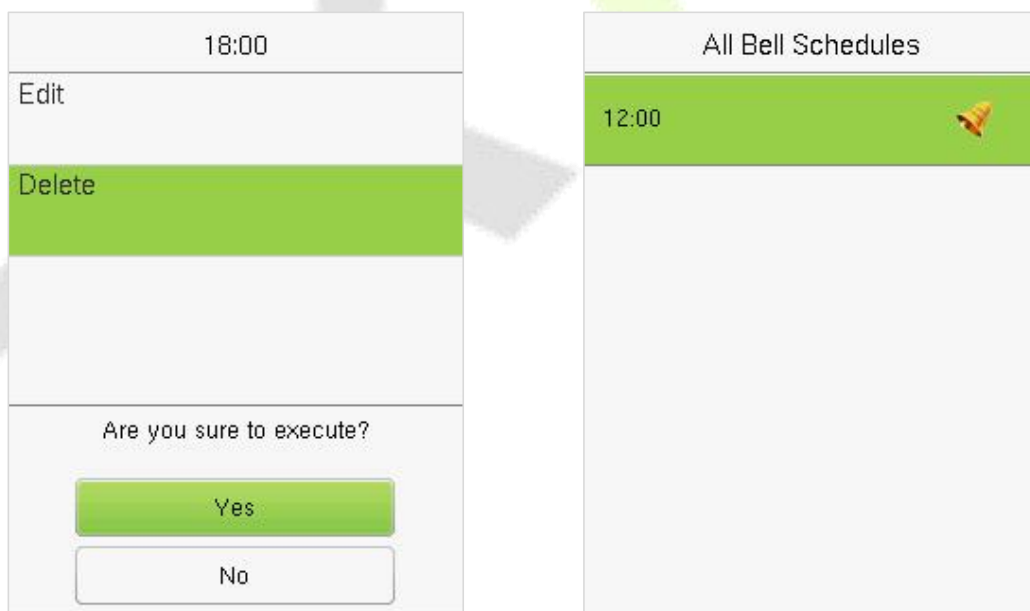 18:00
Edit
Delete
Are you sure to execute?
Yes
No
All Bell Schedules
12:00